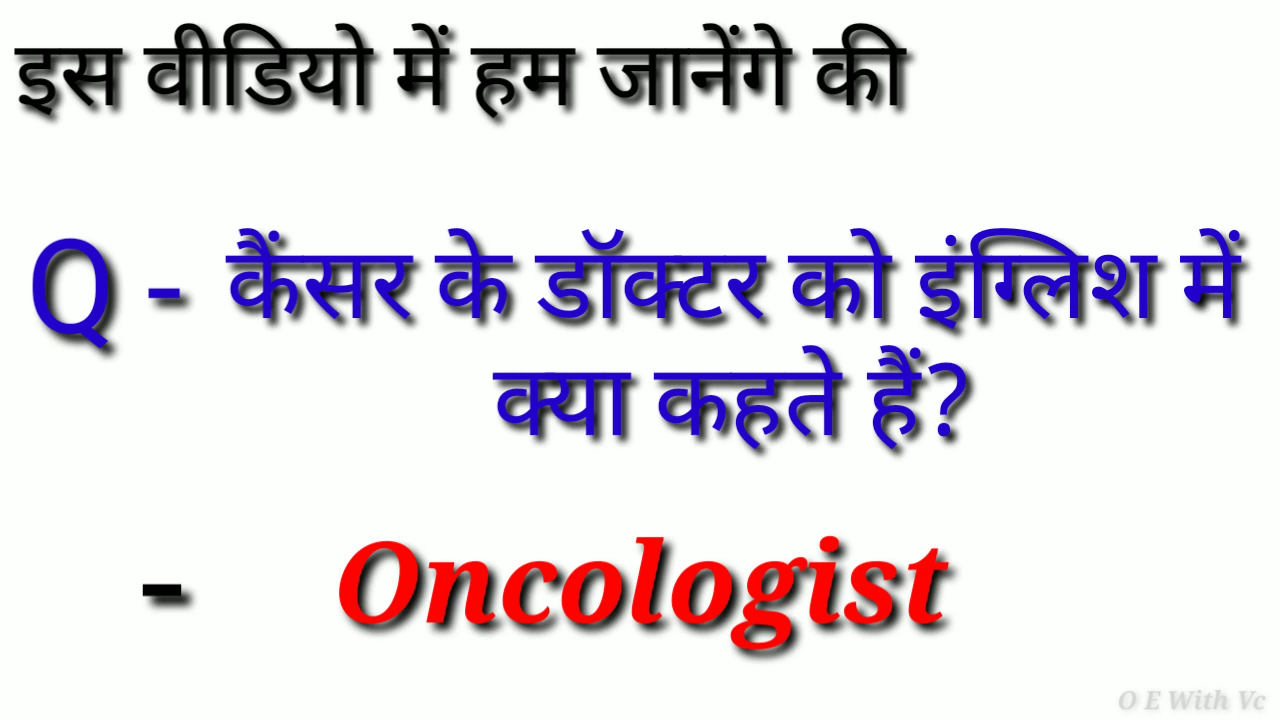 इस वीडियो में हम जानेंगे की
Q - कैंसर के डॉक्टर को इंग्लिश में
क्या कहते हैं?
- Oncologist
O E With Vc